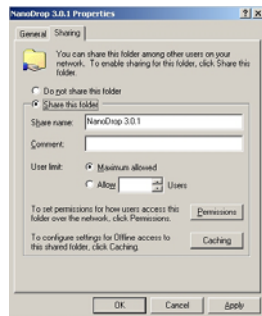 NanoDrop 3.0.1 Properties
General Sharing
You can share this folder among other users on your
network. To enable sharing for this folder, click Share this
folder.
Do not share this folder
Share this folder
Share name: NanoDrop 3.0.1
Comment:
User limit: Maximum allowed
Allow Users
To set permissions for how users access this
folder over the network, click Permissions.
Permissions
To configure settings for Offline access to
this shared folder, click Caching.
Caching
OK Cancel Apply